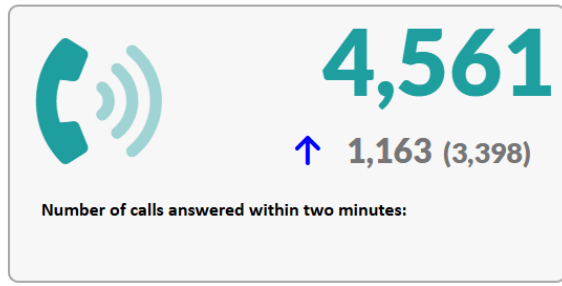 4,561
↑ 1,163 (3,398)
Number of calls answered within two minutes: